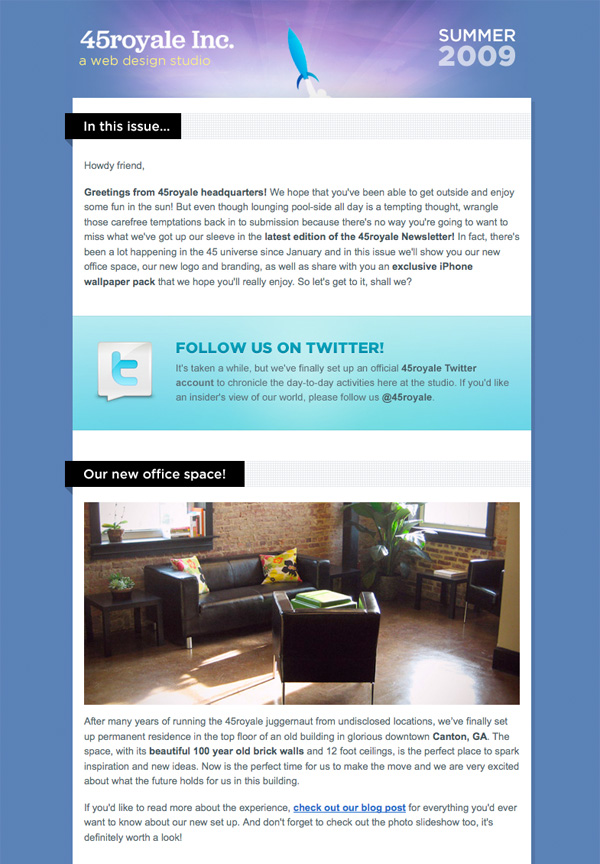 45royale Inc.
a web design studio
SUMMER
2009
In this issue...
Howdy friend,
Greetings from 45royale headquarters! We hope that you've been able to get outside and enjoy
some fun in the sun! But even though lounging pool-side all day is a tempting thought, wrangle
those carefree temptations back in to submission because there's no way you're going to want to
miss what we've got up our sleeve in the latest edition of the 45royale Newsletter! In fact, there's
been a lot happening in the 45 universe since January and in this issue we'll show you our new
office space, our new logo and branding, as well as share with you an exclusive iPhone
wallpaper pack that we hope you'll really enjoy. So let's get to it, shall we?
FOLLOW US ON TWITTER!
It's taken a while, but we've finally set up an official 45royale Twitter
account to chronicle the day-to-day activities here at the studio. If you'd like
an insider's view of our world, please follow us @45royale.
Our new office space!
After many years of running the 45royale juggernaut from undisclosed locations, we've finally set
up permanent residence in the top floor of an old building in glorious downtown Canton, GA. The
space, with its beautiful 100 year old brick walls and 12 foot ceilings, is the perfect place to spark
inspiration and new ideas. Now is the perfect time for us to make the move and we are very excited
about what the future holds for us in this building.
If you'd like to read more about the experience, check out our blog post for everything you'd ever
want to know about our new set up. And don't forget to check out the photo slideshow too, it's
definitely worth a look!